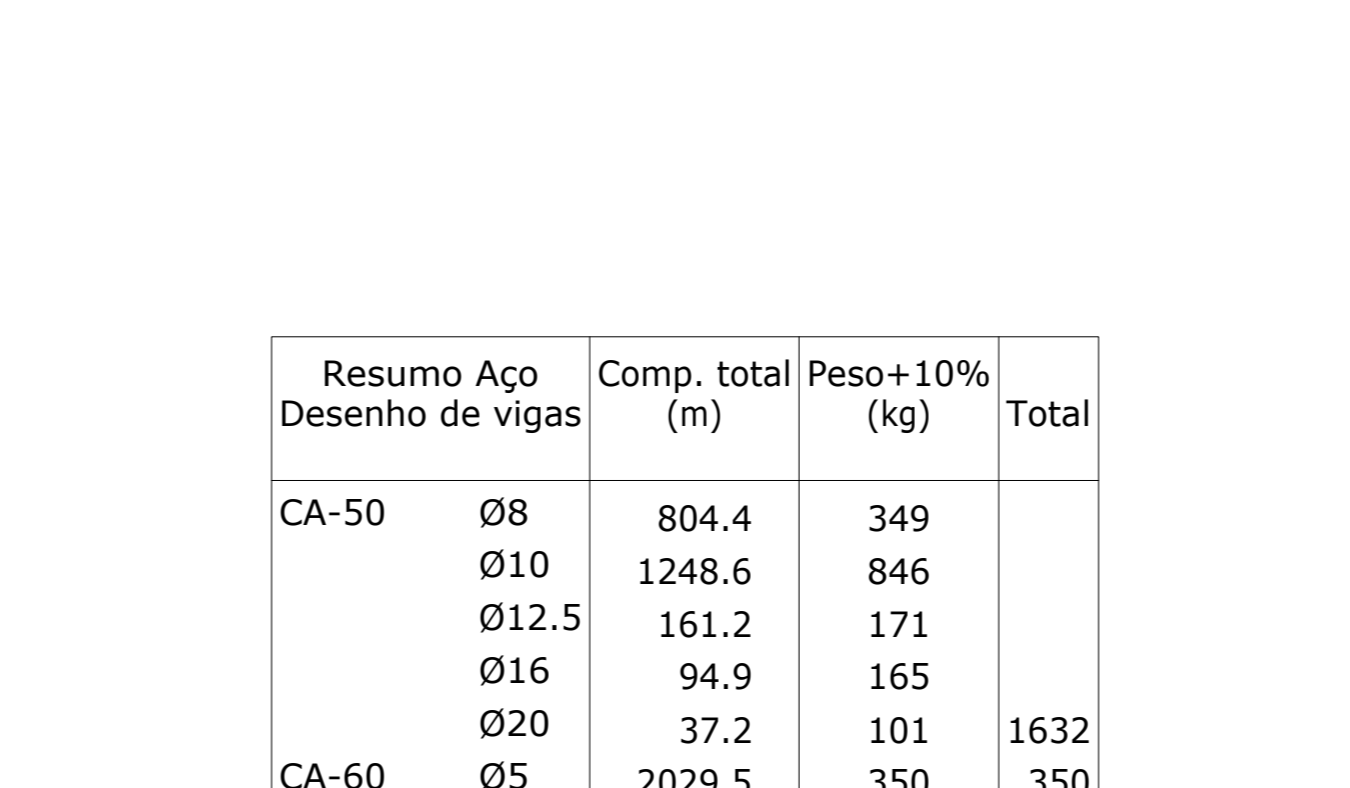 Resumo Aço Comp. total Peso+10%
Desenho de vigas (m) (kg) Total
CA-50 Ø8 804.4 349
Ø10 1248.6 846
Ø12.5 161.2 171
Ø16 94.9 165
Ø20 37.2 101 1632
CA-60 Ø5 2029.5 350 350